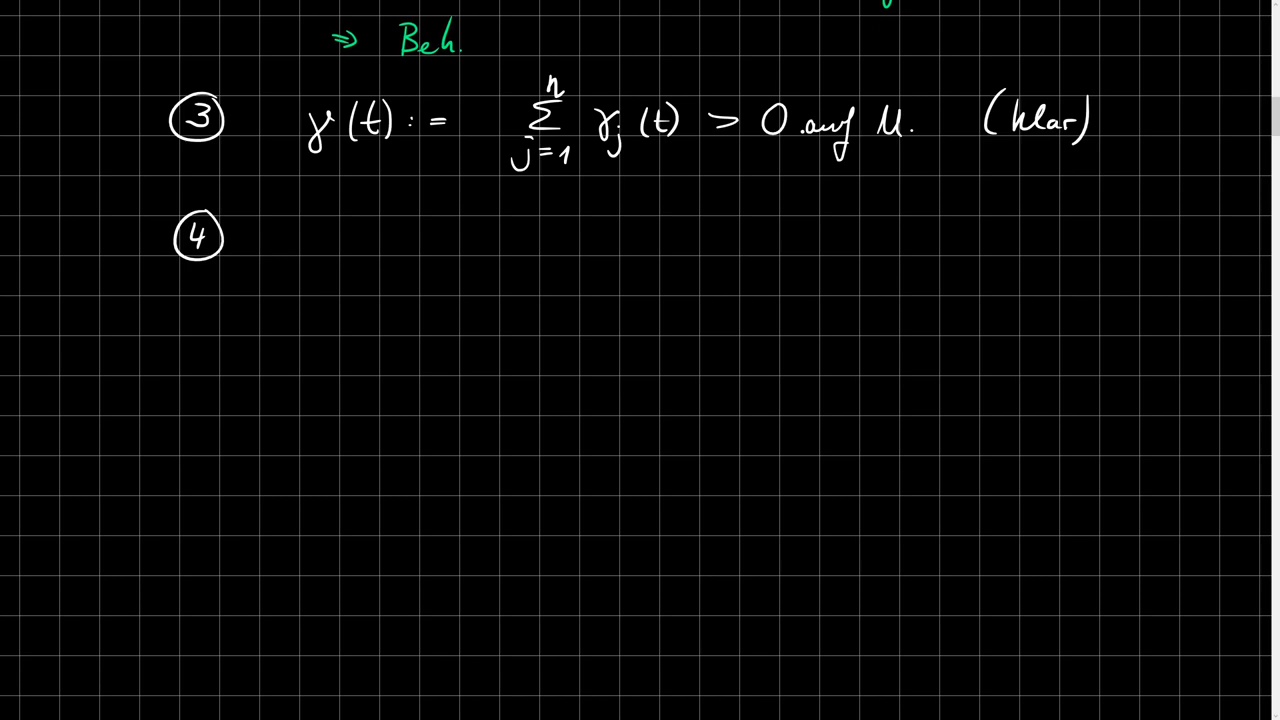 ⇒ Beh.
③ γ(t) := ∑_{j=1}^{n} γ_j(t) > 0 auf M. (klar)
④